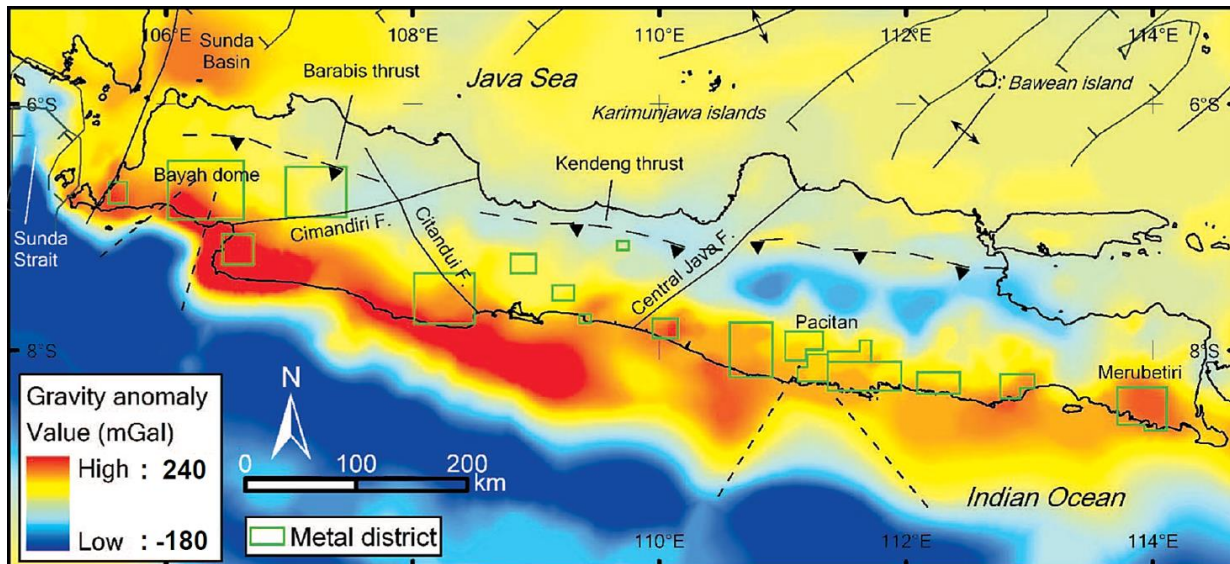 106°E
108°E
110°E
112°E
114°E
Sunda
Basin
Barabis thrust
Java Sea
6°S
Karimunjawa islands
Bawean island
6°S
Kendeng thrust
Bayah dome
Cimandiri F.
Citandui F.
Sunda
Strait
Central Java F.
Pacitan
8°S
8°S
Merubetiri
Gravity anomaly
Value (mGal)
High : 240
Low : -180
N
0 100 200
km
Metal district
Indian Ocean
110°E
112°E
114°E